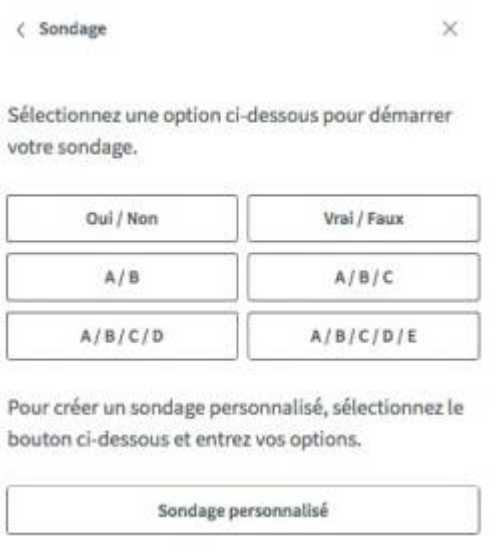 Sondage
Sélectionnez une option ci-dessous pour démarrer
votre sondage.
Oui / Non
Vrai / Faux
A / B
A / B / C
A / B / C / D
A / B / C / D / E
Pour créer un sondage personnalisé, sélectionnez le
bouton ci-dessous et entrez vos options.
Sondage personnalisé